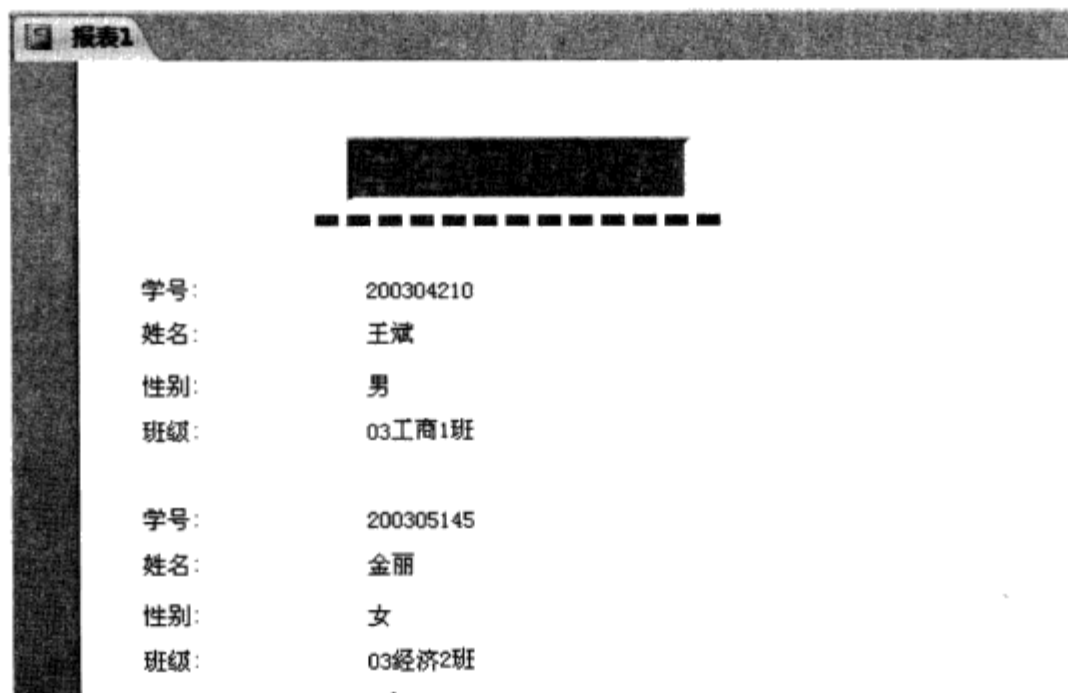 报表1
学号: 200304210
姓名: 王斌
性别: 男
班级: 03工商1班
学号: 200305145
姓名: 金丽
性别: 女
班级: 03经济2班